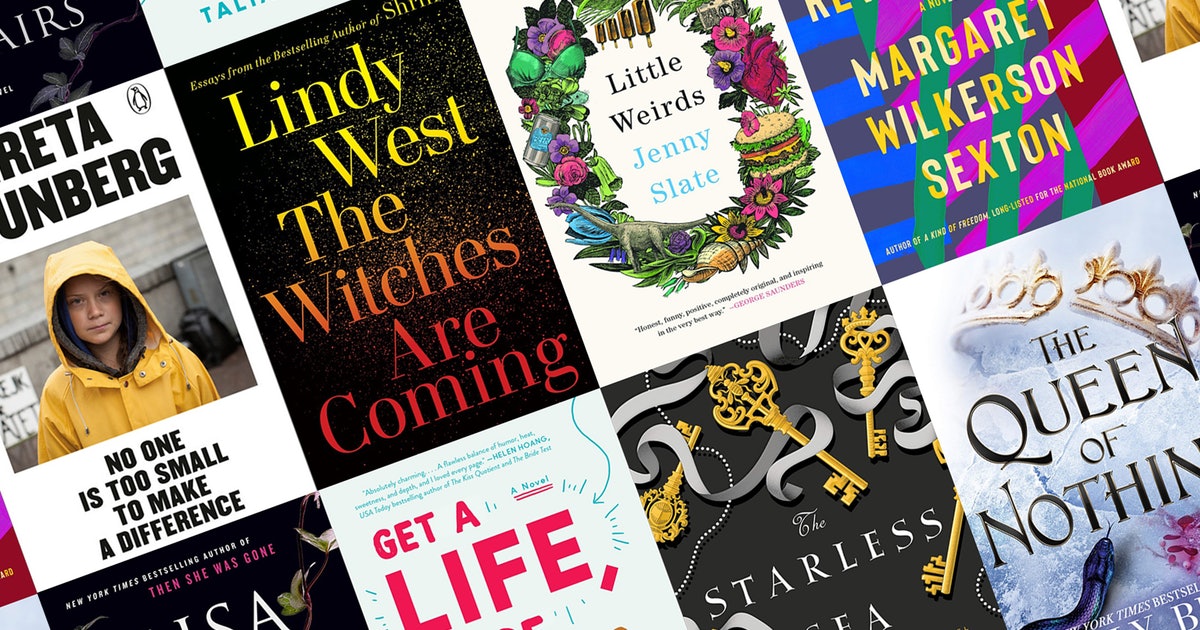 AIRS
VEL
RETA
UNBERG
NO ONE
IS TOO SMALL
TO MAKE
A DIFFERENCE
NEW YORK TIMES BESTSELLING AUTHOR OF
THEN SHE WAS GONE
ISA
TALIA
Essays from the Bestselling Author of Shrill
Lindy
West
The
Witches
Are
Coming
"Absolutely charming. . . . A flawless balance of humor, heat,
sweetness, and depth, and I loved every page." —HELEN HOANG,
USA Today bestselling author of The Kiss Quotient and The Bride Test
A Novel
GET A
LIFE,
Little
Weirds
Jenny
Slate
"Honest, funny, positive, completely original, and inspiring
in the very best way." —GEORGE SAUNDERS
The
STARLESS
SEA
A NOVEL
MARGARET
WILKERSON
SEXTON
AUTHOR OF A KIND OF FREEDOM, LONG-LISTED FOR THE NATIONAL BOOK AWARD
THE
QUEEN
OF
NOTHIN
NEW YORK TIMES BESTSEL
ARD